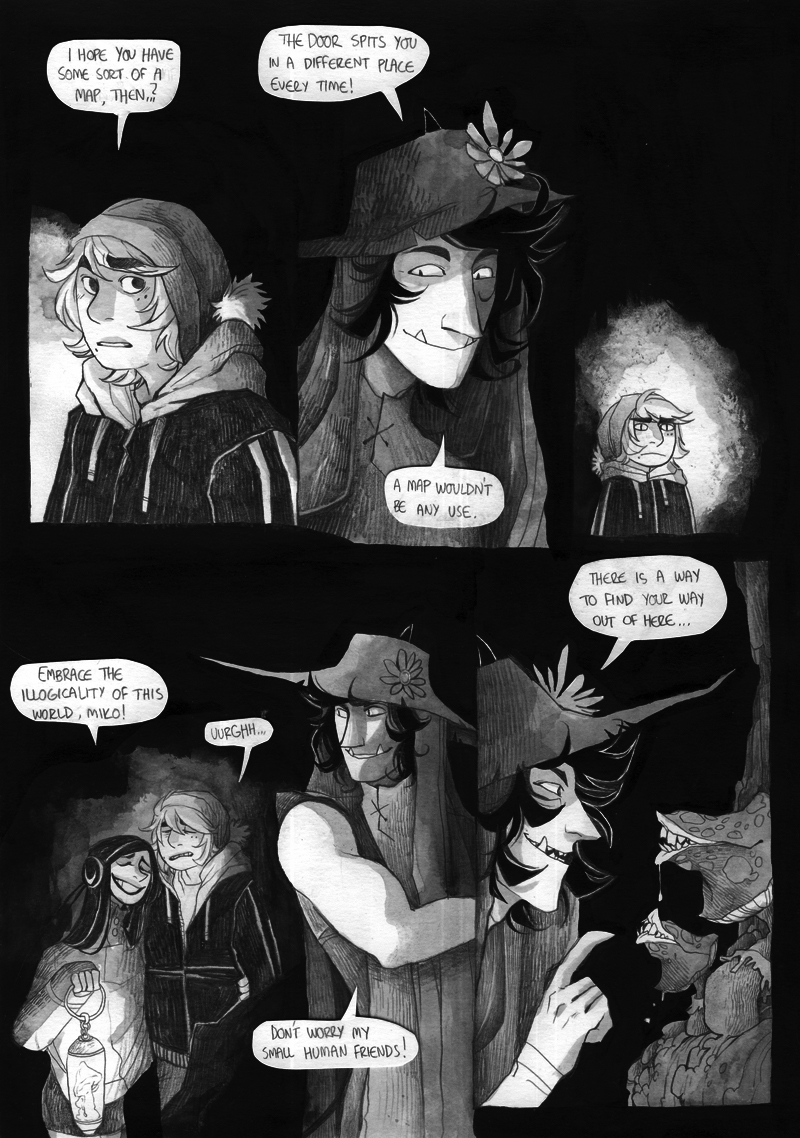 I HOPE YOU HAVE
SOME SORT OF A
MAP, THEN...?
THE DOOR SPITS YOU
IN A DIFFERENT PLACE
EVERY TIME!
A MAP WOULDN'T
BE ANY USE.
EMBRACE THE
ILLOGICALITY OF THIS
WORLD, MIKO!
UURGHH...
DON'T WORRY MY
SMALL HUMAN FRIENDS!
THERE IS A WAY
TO FIND YOUR WAY
OUT OF HERE...